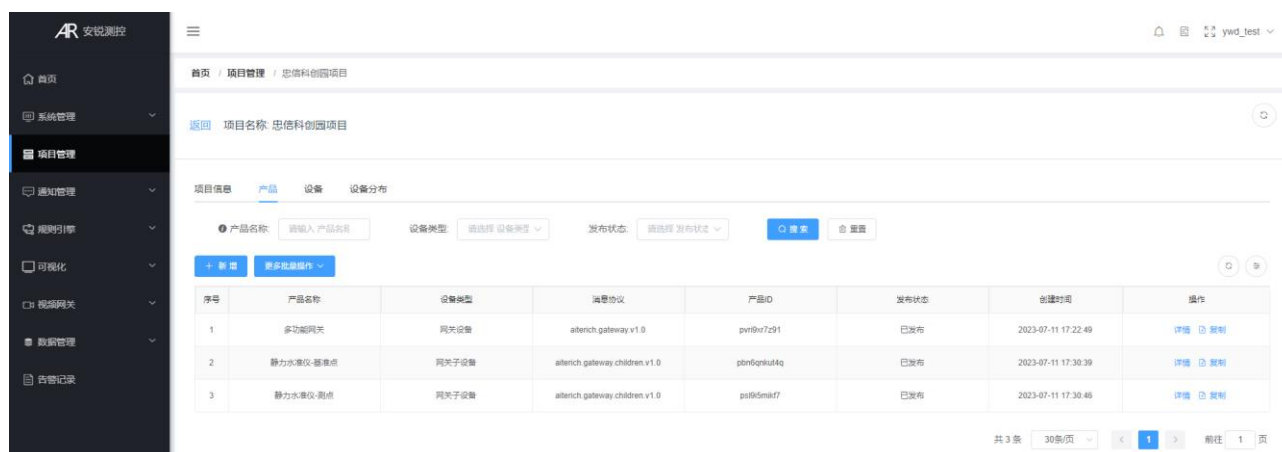 AR 安锐测控
ywd_test
首页
系统管理
项目管理
通知管理
规则引擎
可视化
视频网关
数据管理
告警记录
首页 / 项目管理 / 忠信科创园项目
返回 项目名称: 忠信科创园项目
项目信息 产品 设备 设备分布
产品名称: 请输入 产品名称 设备类型: 请选择 设备类型 发布状态: 请选择 发布状态 搜索 重置
+ 新增 更多批量操作
序号 产品名称 设备类型 消息协议 产品ID 发布状态 创建时间 操作
1 多功能网关 网关设备 aiterich.gateway.v1.0 已发布 2023-07-11 17:22:49 详情 复制
2 静力水准仪-基准点 网关子设备 aiterich.gateway.children.v1.0 pbn6qnkut4q 已发布 2023-07-11 17:30:39 详情 复制
3 静力水准仪-测点 网关子设备 aiterich.gateway.children.v1.0 已发布 2023-07-11 17:30:46 详情 复制
共 3 条 30条/页 < 1 > 前往 1 页